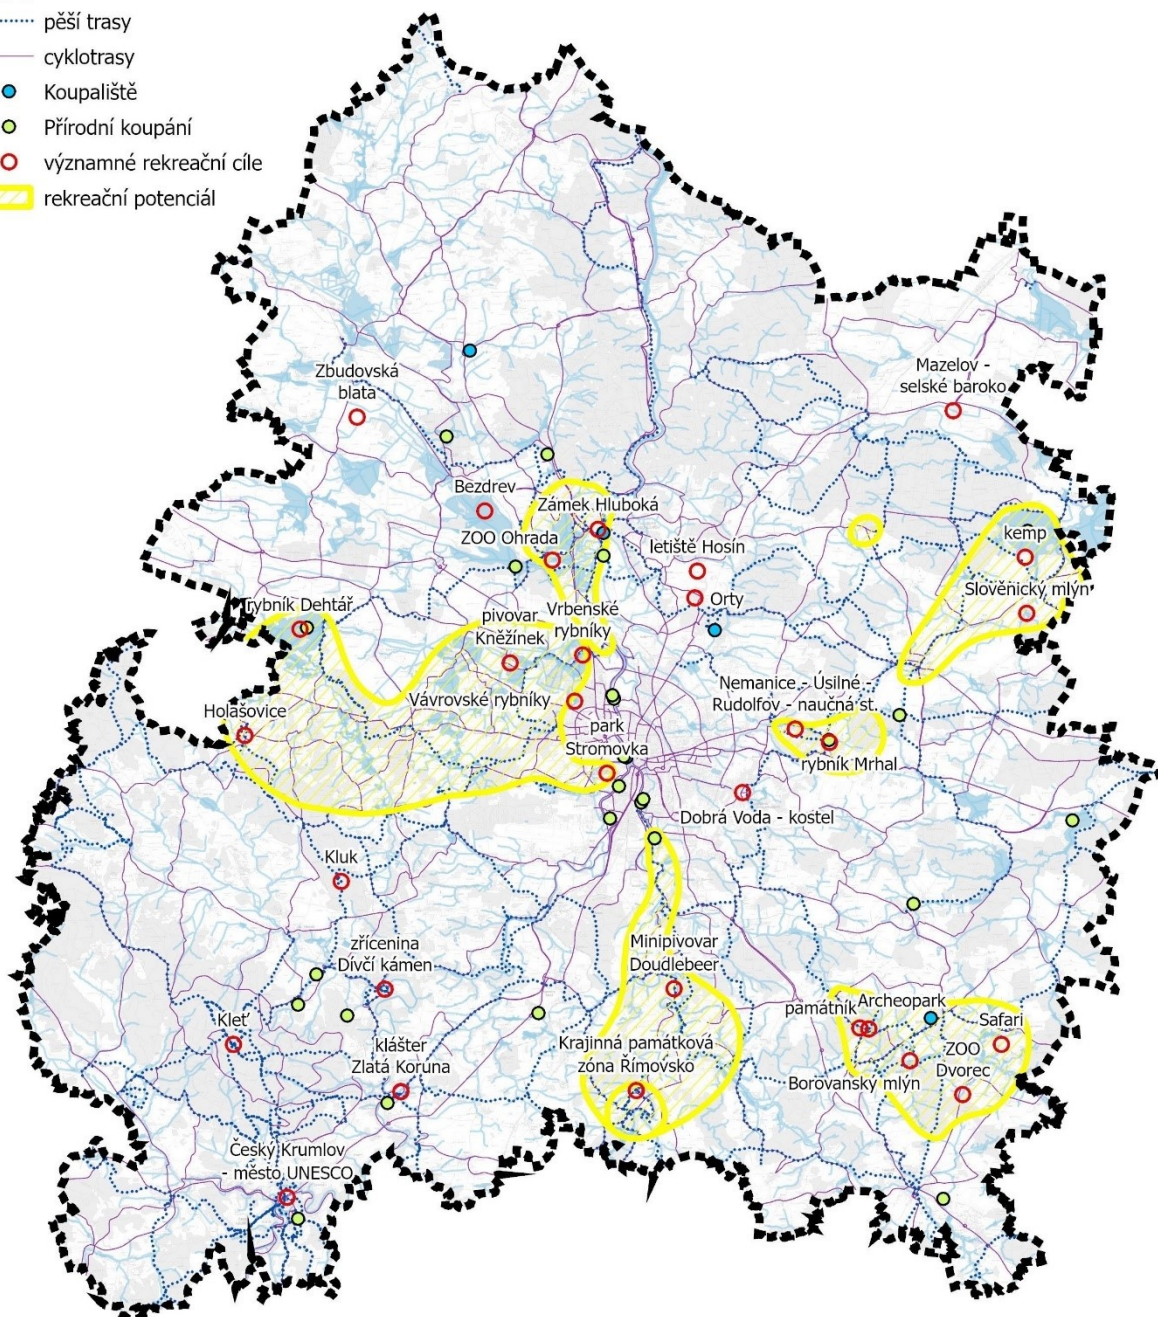 pěší trasy
cyklotrasy
Koupaliště
Přírodní koupání
významné rekreační cíle
rekreační potenciál
Zbudovská
blata
Mazelov -
selské baroko
Bezdrev
Zámek Hluboká
ZOO Ohrada
letiště Hosín
kemp
Orty
Slověnický mlýn
rybník Dehtář
pivovar
Kněžínek
Vrbenské
rybníky
Vávrovské rybníky
Holašovice
Nemanice - Úsilné -
Rudolfov - naučná st.
park
Stromovka
rybník Mrhal
Dobrá Voda - kostel
Kluk
zřícenina
Dívčí kámen
Minipivovar
Doudlebeer
Kleť
klášter
Zlatá Koruna
Krajinná památková
zóna Římovsko
památník
Archeopark
Safari
ZOO
Dvorec
Borovanský mlýn
Český Krumlov
- město UNESCO